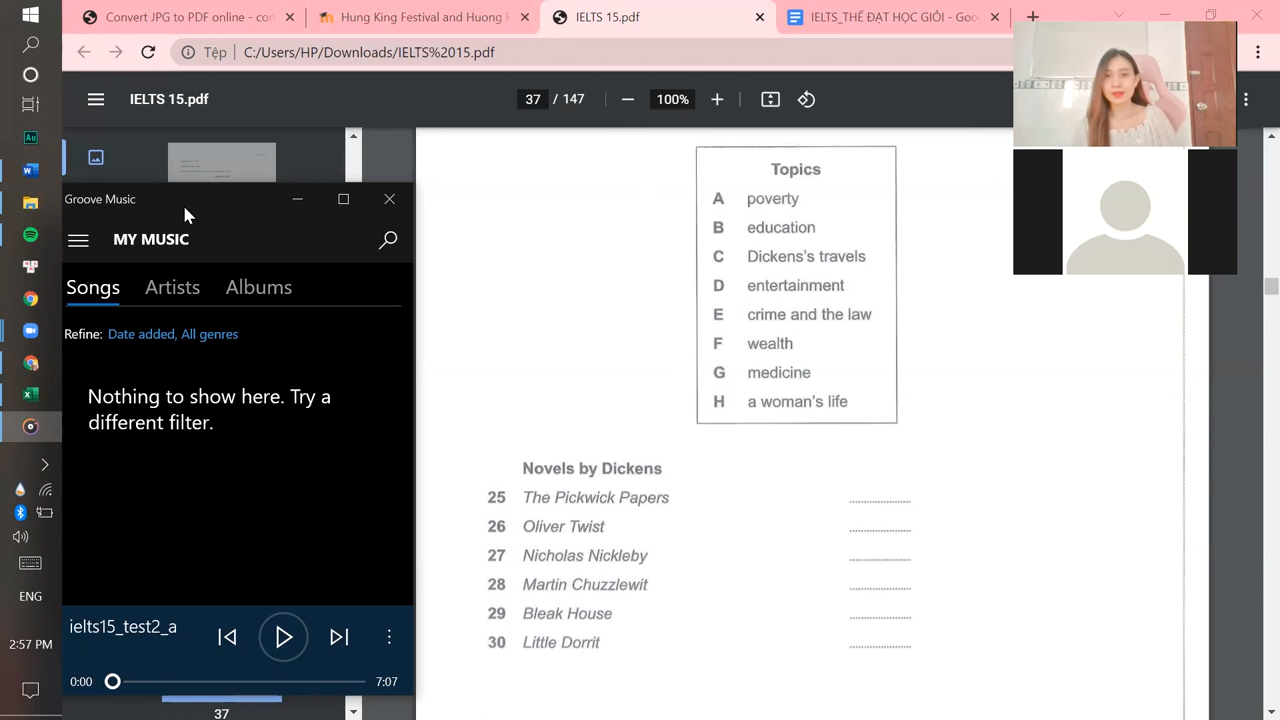 Convert JPG to PDF online - con
Hung King Festival and Huong F
IELTS 15.pdf
IELTS_THẾ ĐẠT HỌC GIỎI - Goo
Tệp
C:/Users/HP/Downloads/IELTS%2015.pdf
IELTS 15.pdf
37 / 147
100%
Groove Music
MY MUSIC
Songs
Artists
Albums
Refine: Date added, All genres
Nothing to show here. Try a
different filter.
ielts15_test2_a
0:00
7:07
37
ENG
2:57 PM
Topics
A poverty
B education
C Dickens's travels
D entertainment
E crime and the law
F wealth
G medicine
H a woman's life
Novels by Dickens
25 The Pickwick Papers ....................
26 Oliver Twist ....................
27 Nicholas Nickleby ....................
28 Martin Chuzzlewit ....................
29 Bleak House ....................
30 Little Dorrit ....................